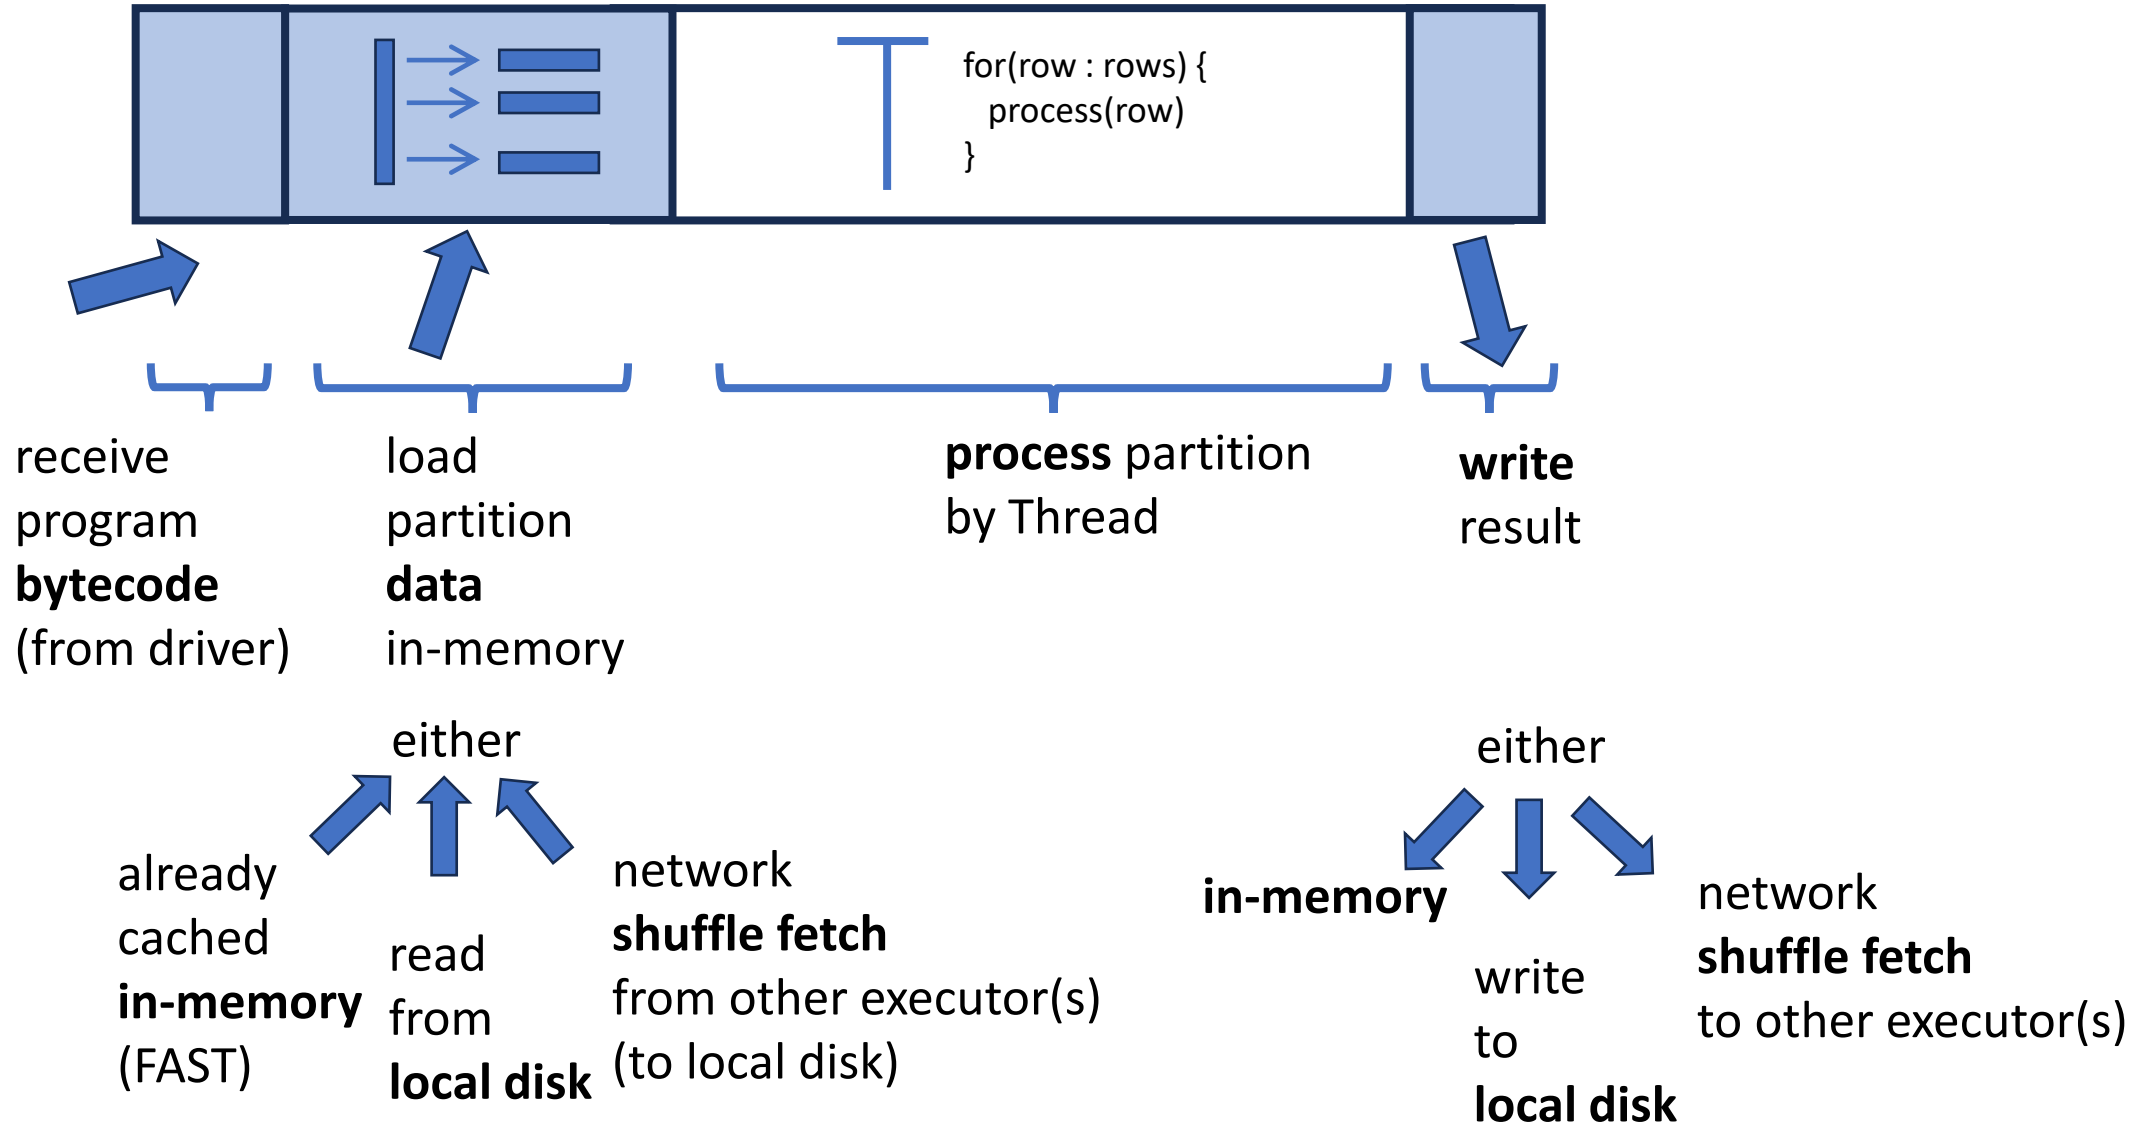 for(row : rows) {
process(row)
}
receive
program
bytecode
(from driver)
load
partition
data
in-memory
process partition
by Thread
write
result
either
already
cached
in-memory
(FAST)
read
from
local disk
network
shuffle fetch
from other executor(s)
(to local disk)
either
in-memory
write
to
local disk
network
shuffle fetch
to other executor(s)